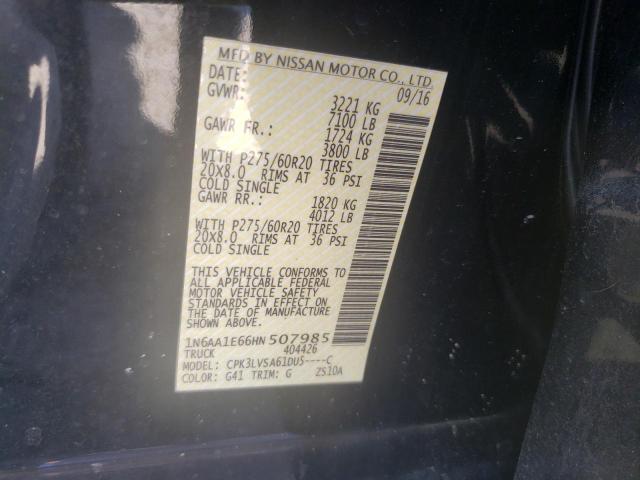 MFD BY NISSAN MOTOR CO., LTD
DATE: 09/16
GVWR: 3221 KG
7100 LB
GAWR FR.: 1724 KG
3800 LB
WITH P275/60R20 TIRES
20X8.0 RIMS AT 36 PSI
COLD SINGLE
GAWR RR.: 1820 KG
4012 LB
WITH P275/60R20 TIRES
20X8.0 RIMS AT 36 PSI
COLD SINGLE
THIS VEHICLE CONFORMS TO
ALL APPLICABLE FEDERAL
MOTOR VEHICLE SAFETY
STANDARDS IN EFFECT ON
THE DATE OF MANUFACTURE
SHOWN ABOVE.
1N6AA1E66HN507985
TRUCK 404426
MODEL: CPK3LVSA61DUS----C
COLOR: G41 TRIM: G ZS10A